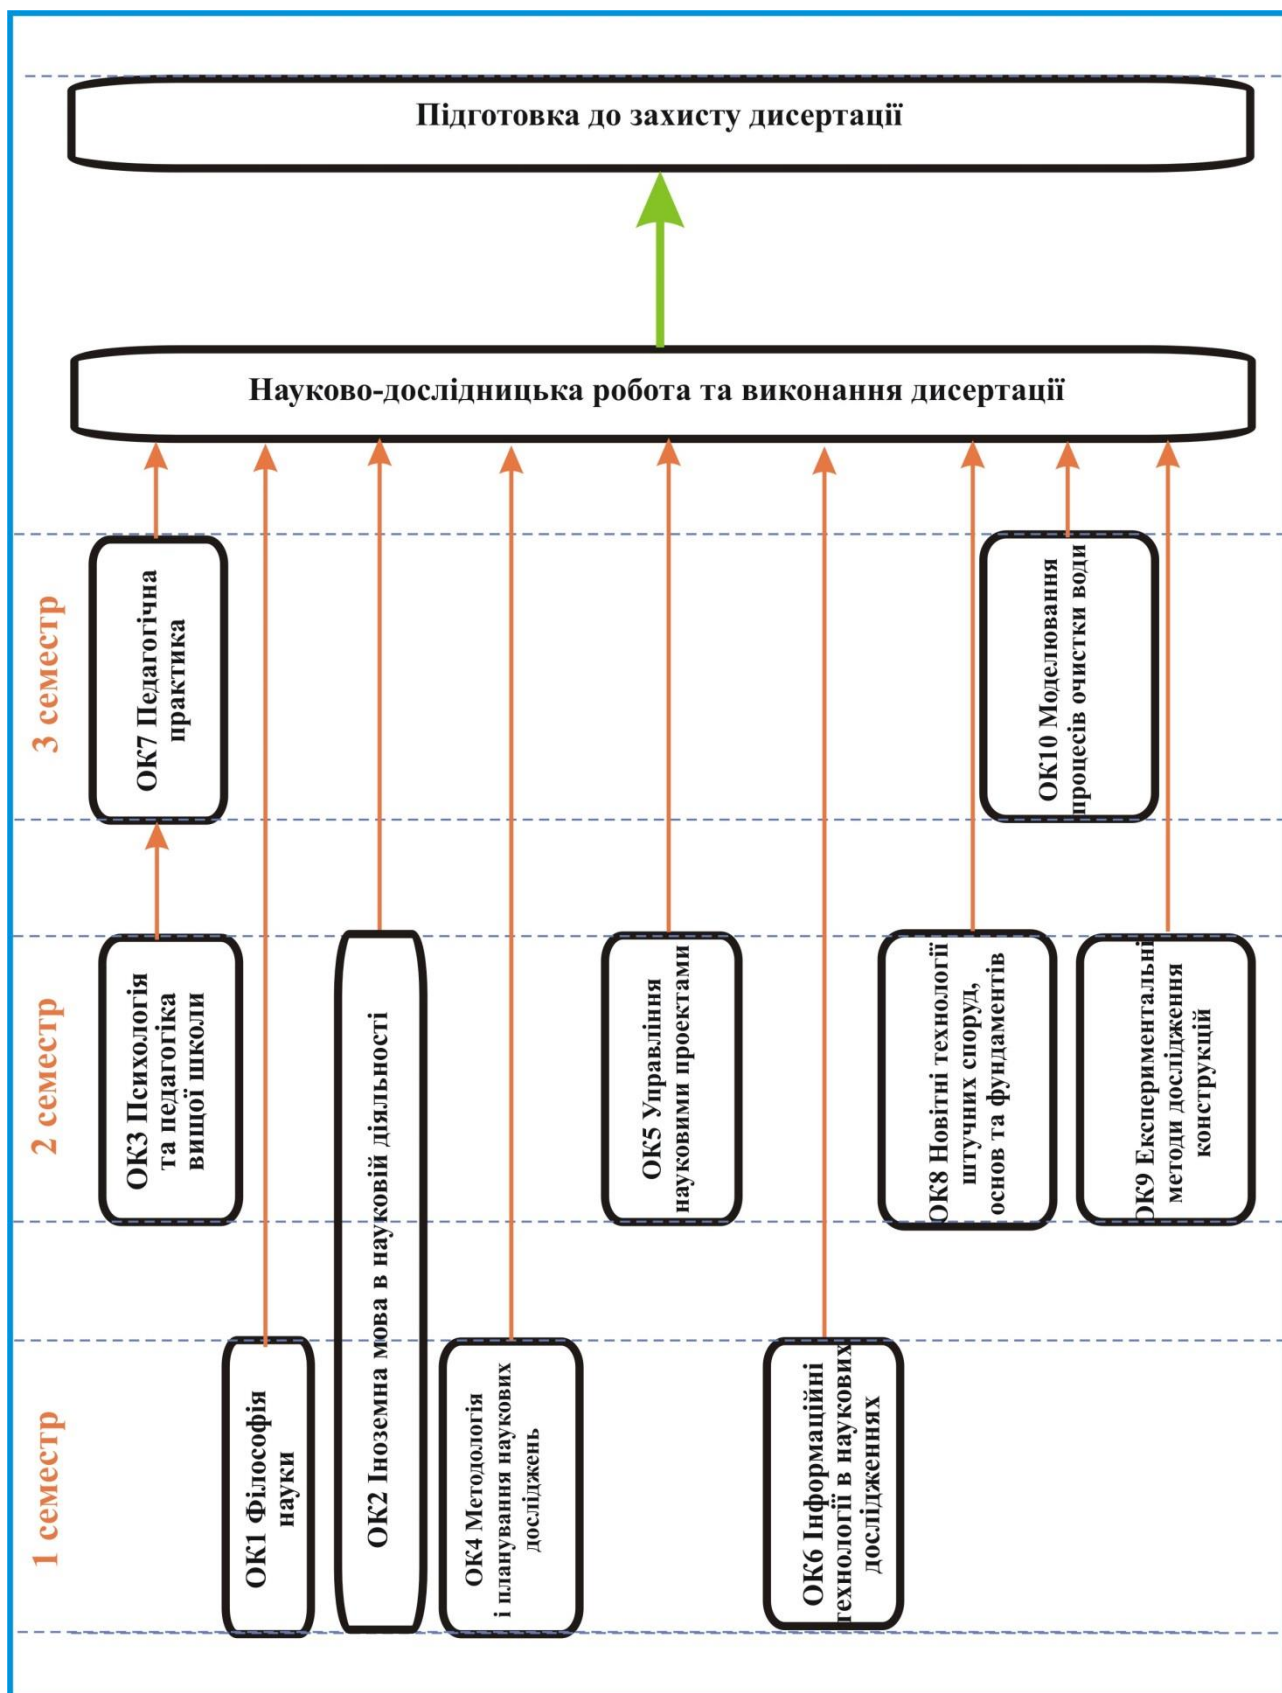 Підготовка до захисту дисертації
Науково-дослідницька робота та виконання дисертації
3 семестр
ОК7 Педагогічна
практика
ОК10 Моделювання
процесів очистки води
2 семестр
ОК3 Психологія
та педагогіка
вищої школи
ОК2 Іноземна мова в науковій діяльності
ОК5 Управління
науковими проектами
ОК8 Новітні технології
штучних споруд,
основ та фундаментів
ОК9 Експериментальні
методи дослідження
конструкцій
1 семестр
ОК1 Філософія
науки
ОК4 Методологія
і планування наукових
досліджень
ОК6 Інформаційні
технології в наукових
дослідженнях